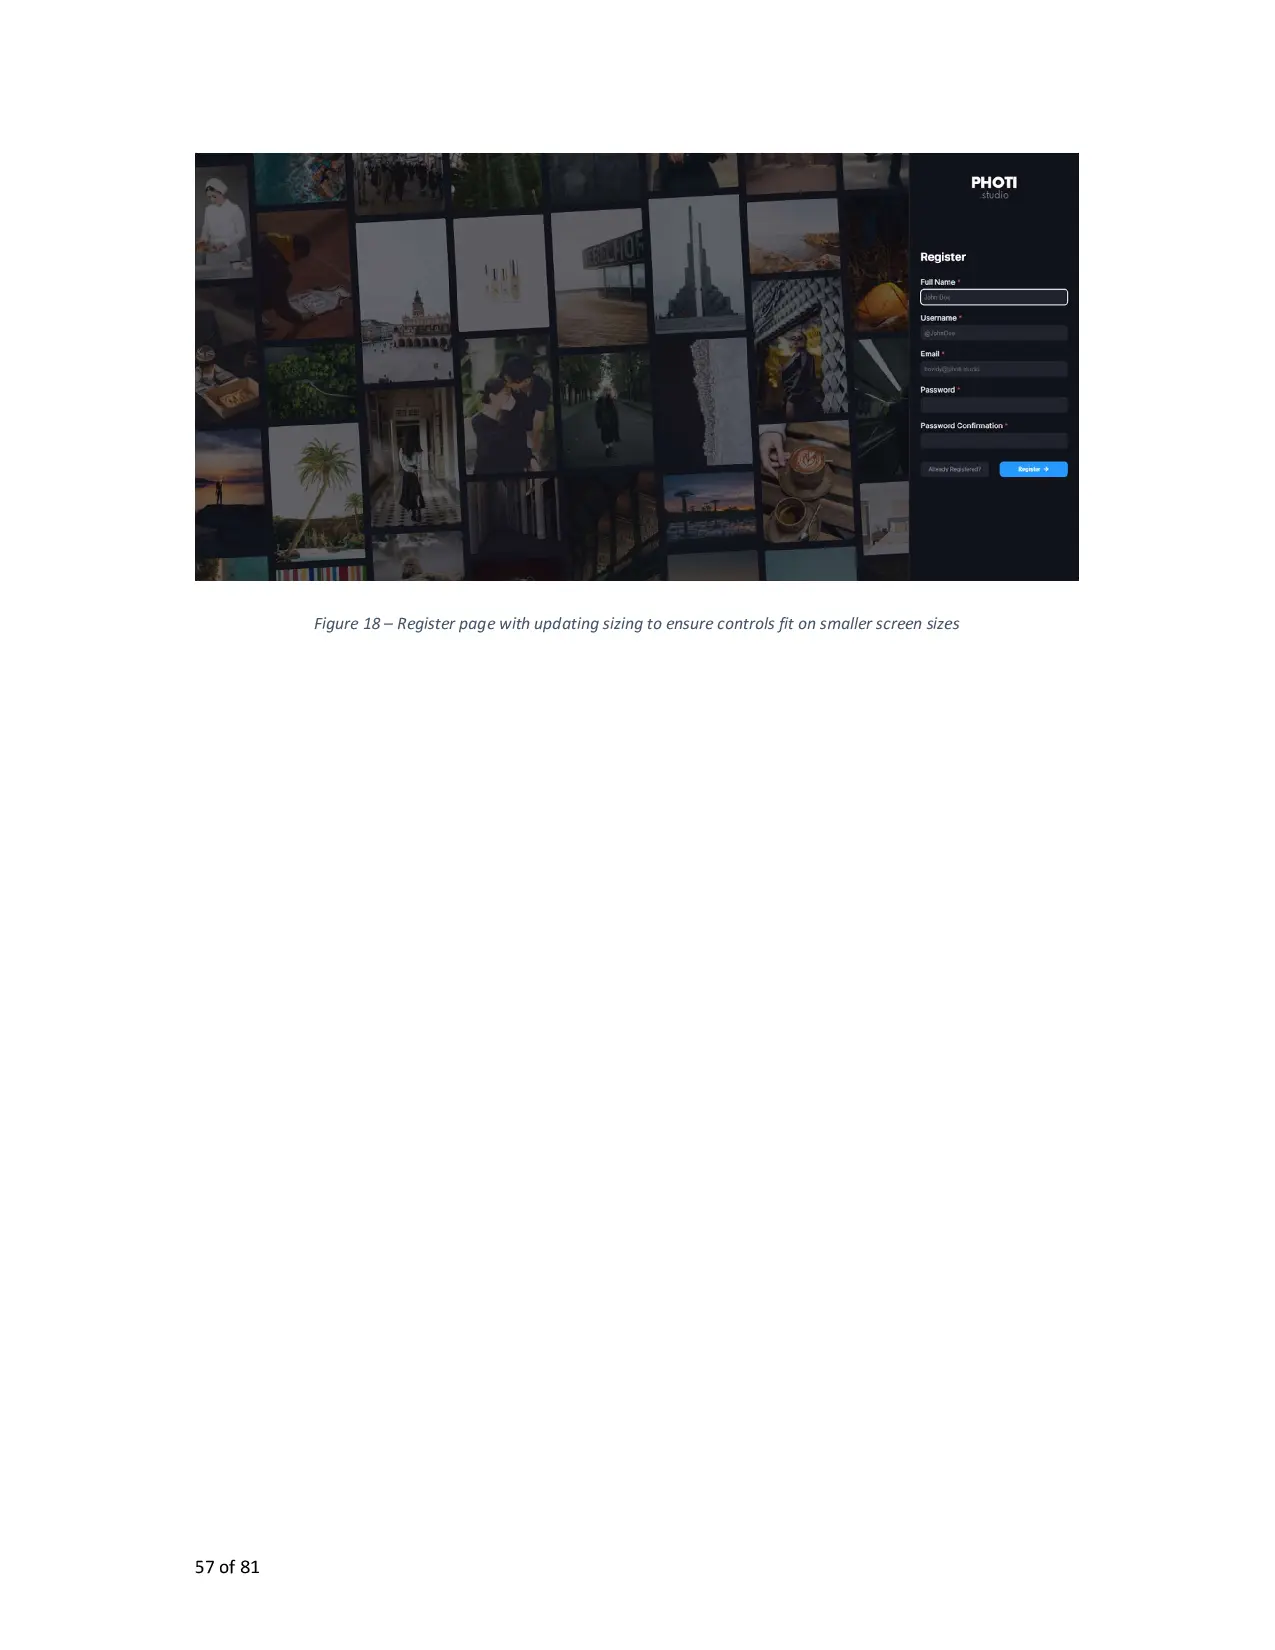 PHOTI
.studio
Register
Full Name *
John Doe
Username *
@JohnDoe
Email *
Password *
Password Confirmation *
Already Registered? Register →
Figure 18 – Register page with updating sizing to ensure controls fit on smaller screen sizes
57 of 81